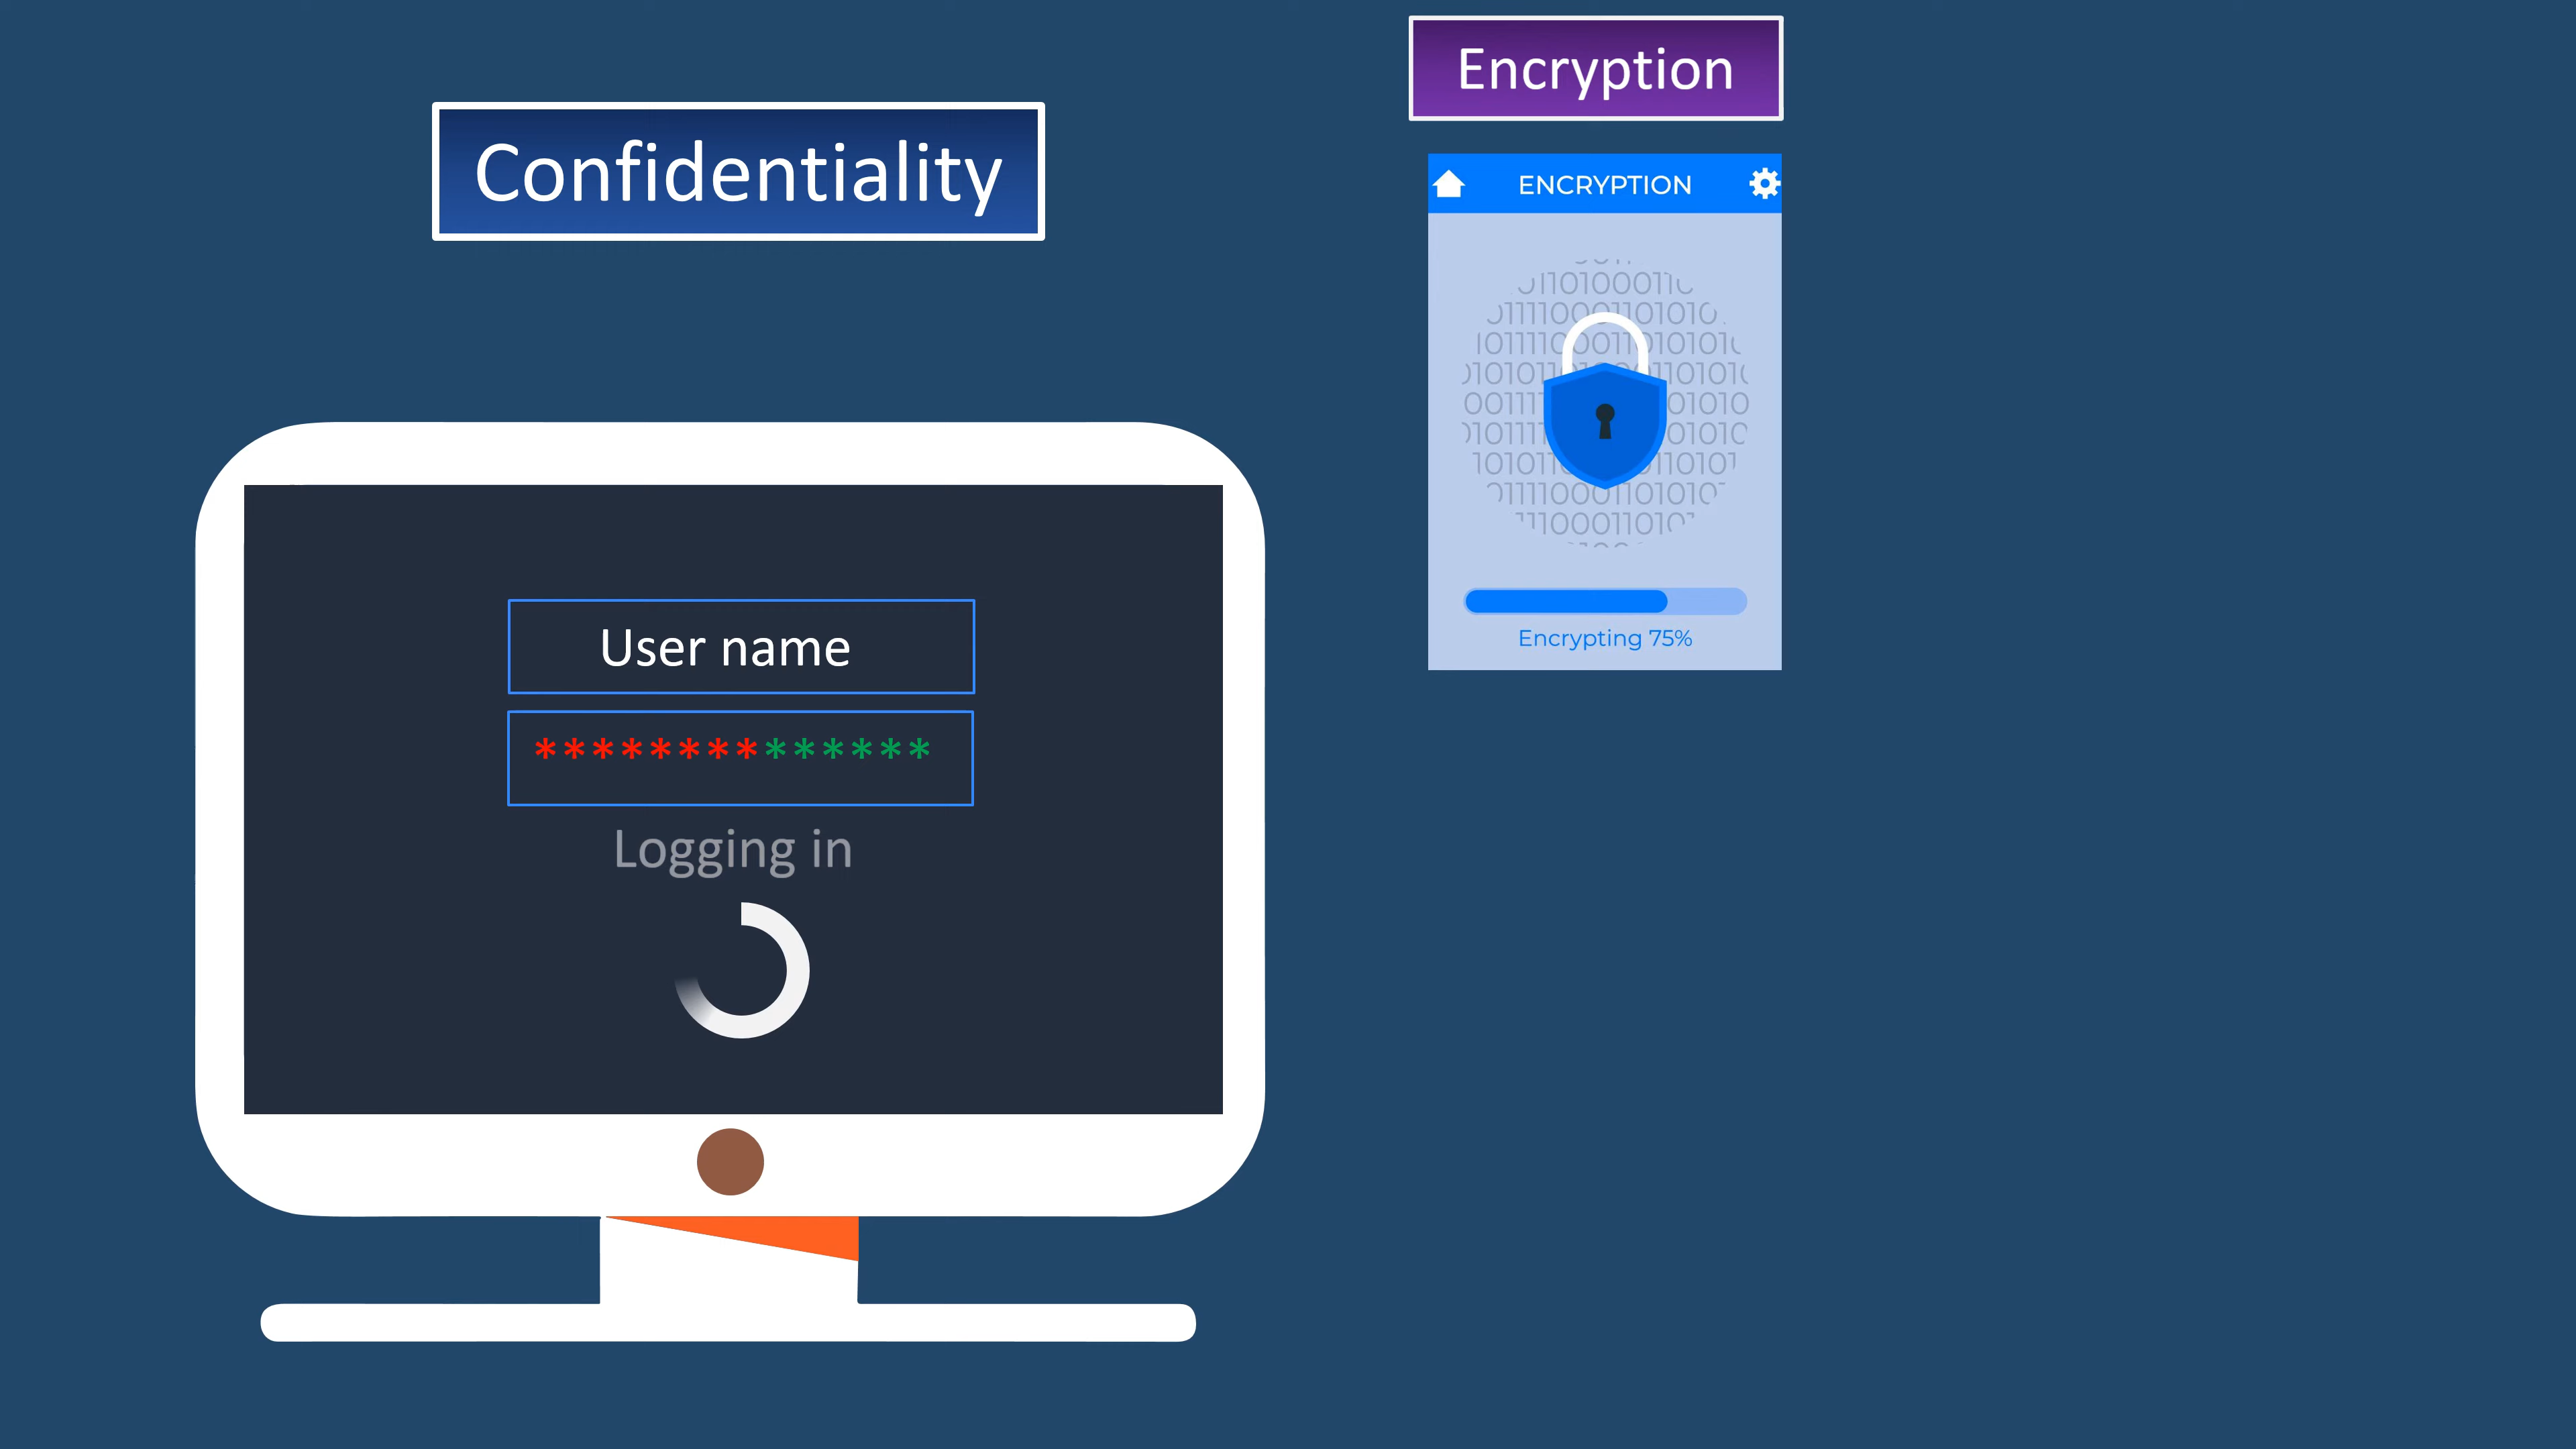 Confidentiality
User name
**************
Logging in
Encryption
ENCRYPTION
Encrypting 75%